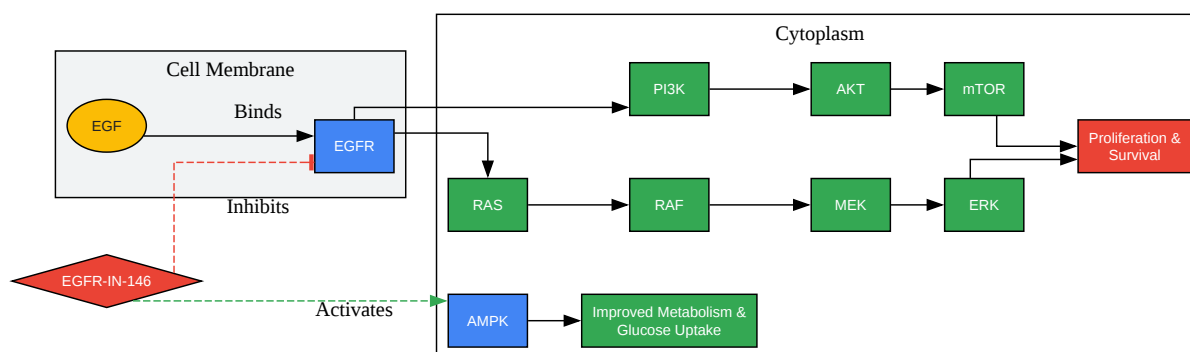 Cytoplasm
Cell Membrane
EGF
Binds
EGFR
Inhibits
PI3K
AKT
mTOR
Proliferation &
Survival
RAS
RAF
MEK
ERK
EGFR-IN-146
Activates
AMPK
Improved Metabolism &
Glucose Uptake